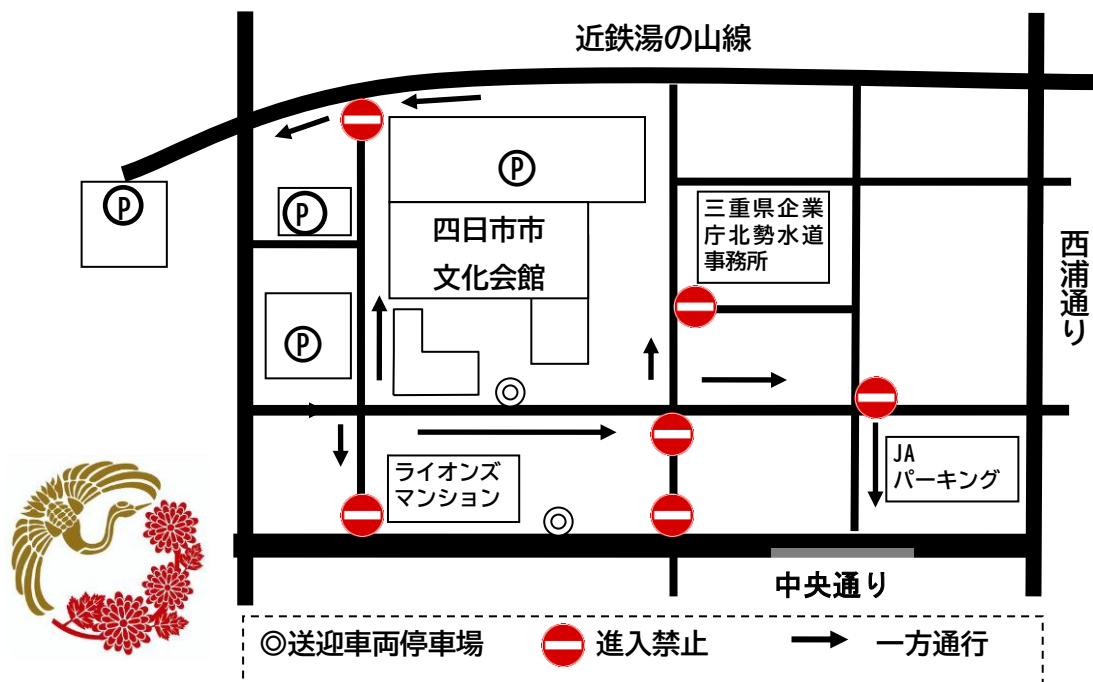 近鉄湯の山線
P
P
P
P
四日市市
文化会館
三重県企業
庁北勢水道
事務所
西浦通り
ライオンズ
マンション
JA
パーキング
中央通り
◎送迎車両停車場
進入禁止
一方通行